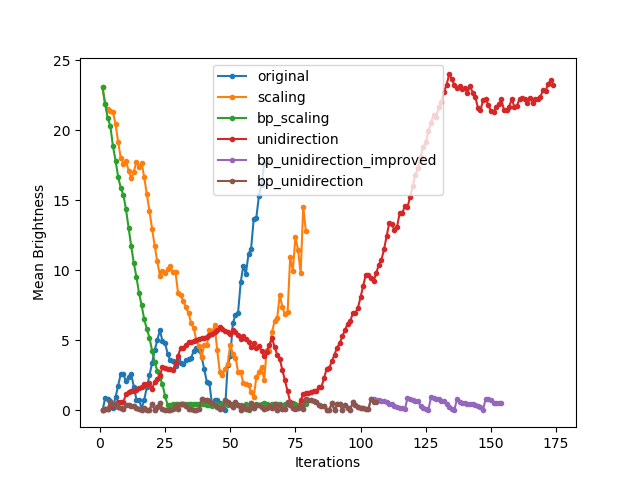 25
20
15
10
5
0
Mean Brightness
original
scaling
bp_scaling
unidirection
bp_unidirection_improved
bp_unidirection
0 25 50 75 100 125 150 175
Iterations